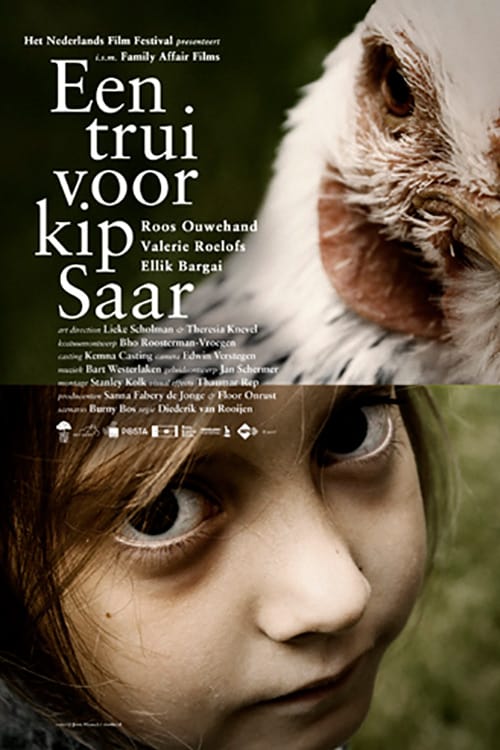 Het Nederlands Film Festival presenteert
i.s.m. Family Affair Films
Een
trui
voor
kip
Saar
Roos Ouwehand
Valerie Roelofs
Ellik Bargai
art direction Lieke Scholman & Theresia Knevel
kostuumontwerp Bho Roosterman-Vroegen
casting Kemna Casting camera Edwin Verstegen
muziek Bart Westerlaken geluidsontwerp Jan Schermer
montage Stanley Kolk visual effects Thaumar Rep
producenten Sanna Fabery de Jonge & Floor Onrust
scenario Burny Bos regie Diederik van Rooijen